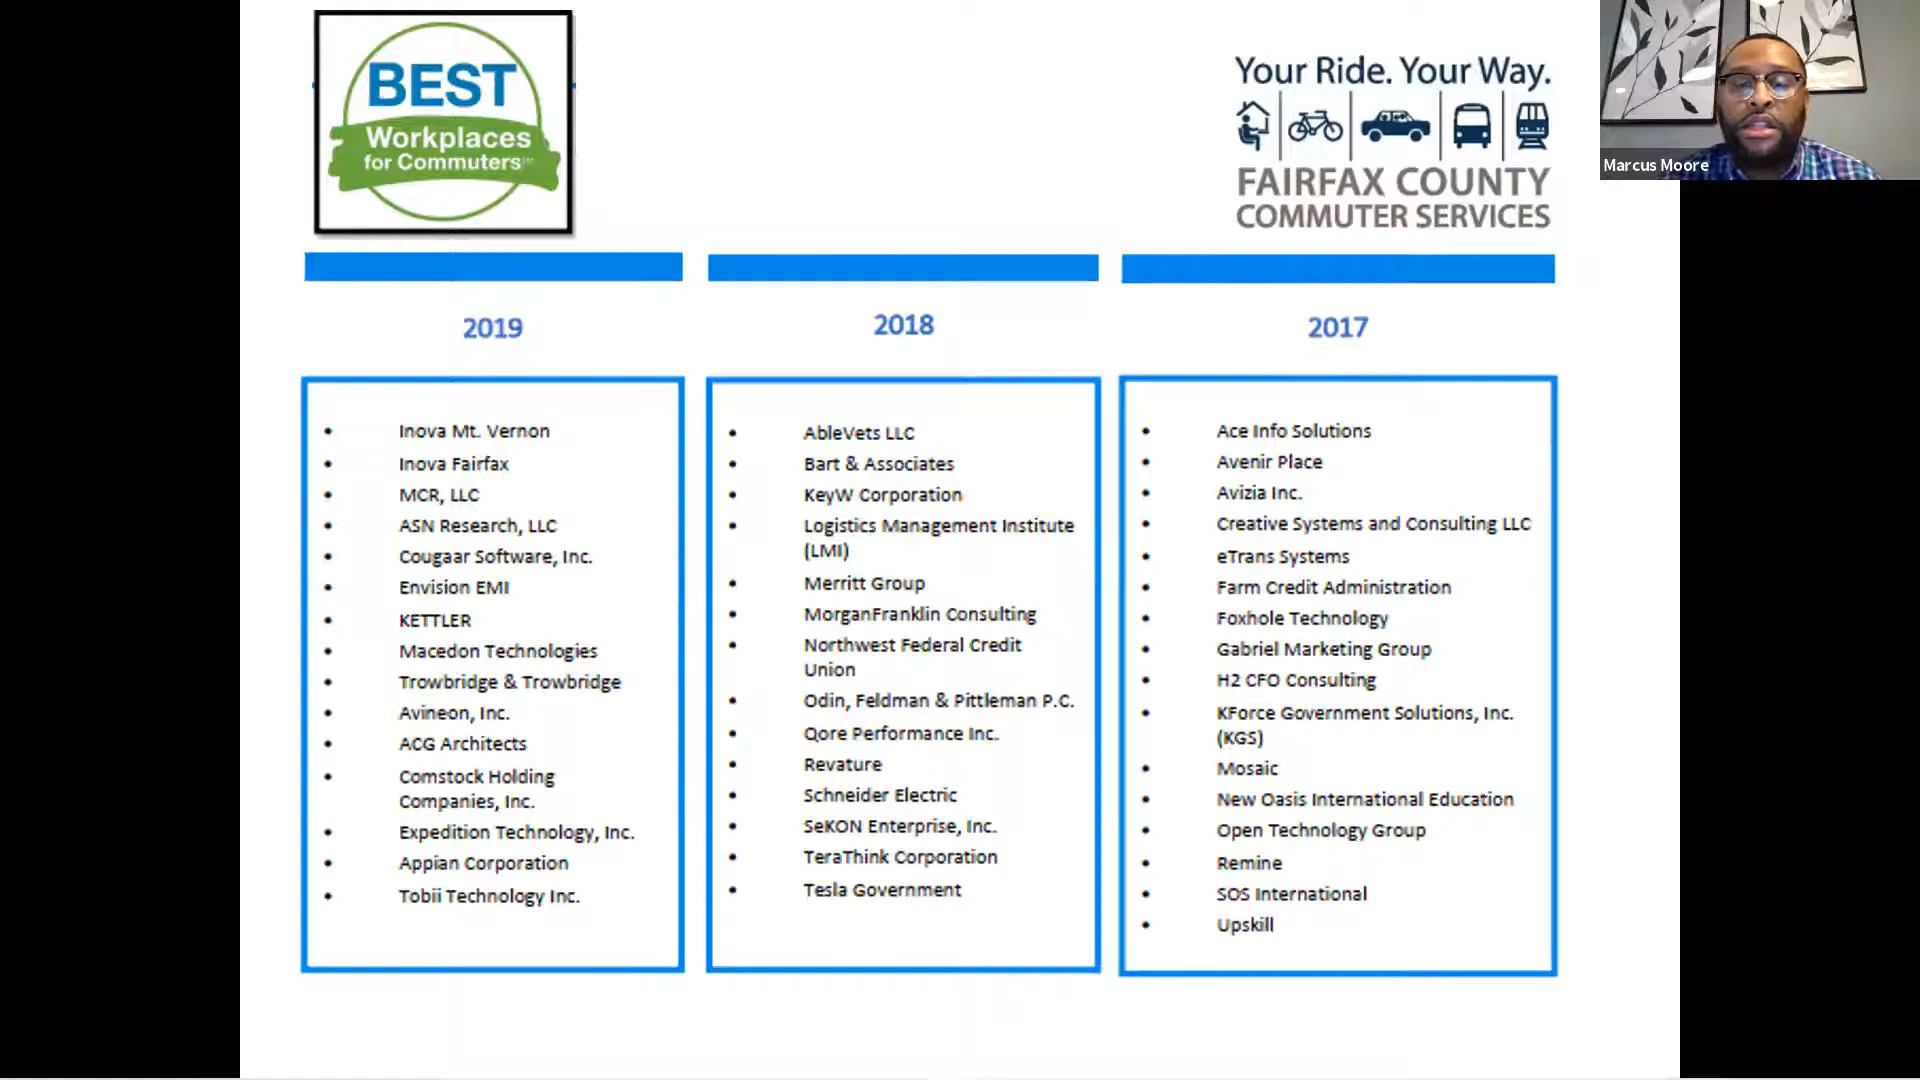 BEST
Workplaces
for Commuters
Your Ride. Your Way.
FAIRFAX COUNTY
COMMUTER SERVICES
Marcus Moore
2019
• Inova Mt. Vernon
• Inova Fairfax
• MCR, LLC
• ASN Research, LLC
• Cougaar Software, Inc.
• Envision EMI
• KETTLER
• Macedon Technologies
• Trowbridge & Trowbridge
• Avineon, Inc.
• ACG Architects
• Comstock Holding
Companies, Inc.
• Expedition Technology, Inc.
• Appian Corporation
• Tobii Technology Inc.
2018
• AbleVets LLC
• Bart & Associates
• KeyW Corporation
• Logistics Management Institute
(LMI)
• Merritt Group
• MorganFranklin Consulting
• Northwest Federal Credit
Union
• Odin, Feldman & Pittleman P.C.
• Qore Performance Inc.
• Revature
• Schneider Electric
• SeKON Enterprise, Inc.
• TeraThink Corporation
• Tesla Government
2017
• Ace Info Solutions
• Avenir Place
• Avizia Inc.
• Creative Systems and Consulting LLC
• eTrans Systems
• Farm Credit Administration
• Foxhole Technology
• Gabriel Marketing Group
• H2 CFO Consulting
• KForce Government Solutions, Inc.
(KGS)
• Mosaic
• New Oasis International Education
• Open Technology Group
• Remine
• SOS International
• Upskill